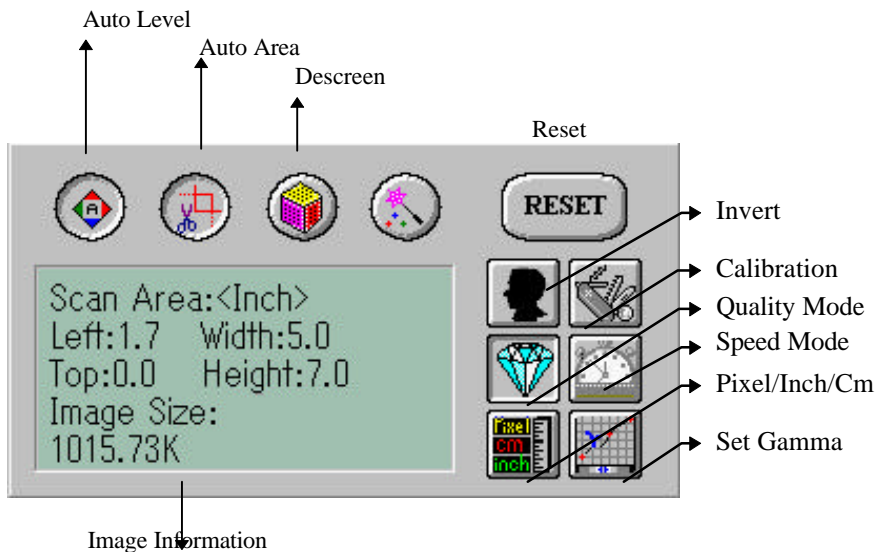 Auto Level
Auto Area
Descreen
Reset
A
RESET
Invert
Calibration
Scan Area:<Inch>
Left:1.7 Width:5.0
Top:0.0 Height:7.0
Image Size:
1015.73K
Quality Mode
Speed Mode
Pixel/Inch/Cm
Pixel
cm
inch
Set Gamma
Image Information